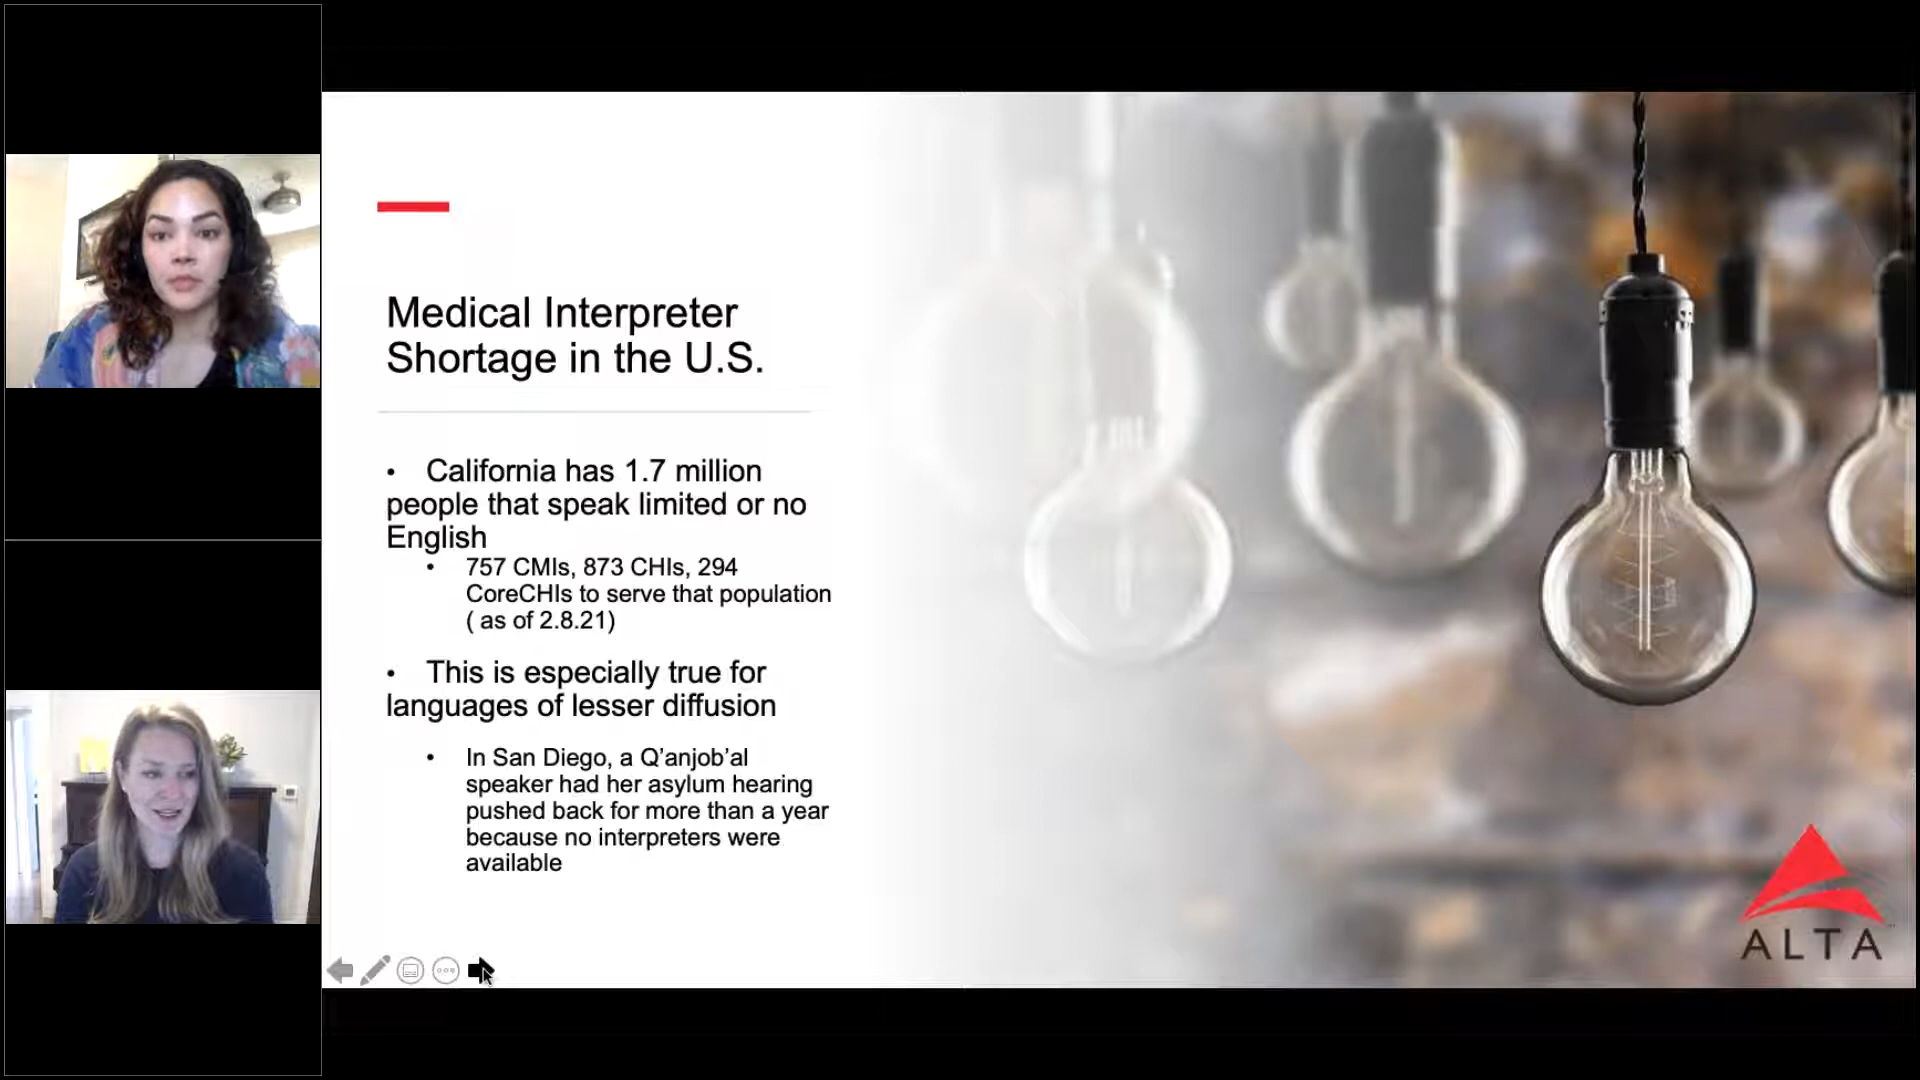 Medical Interpreter
Shortage in the U.S.
• California has 1.7 million
people that speak limited or no
English
• 757 CMIs, 873 CHIs, 294
CoreCHIs to serve that population
( as of 2.8.21)
• This is especially true for
languages of lesser diffusion
• In San Diego, a Q’anjob’al
speaker had her asylum hearing
pushed back for more than a year
because no interpreters were
available
ALTA